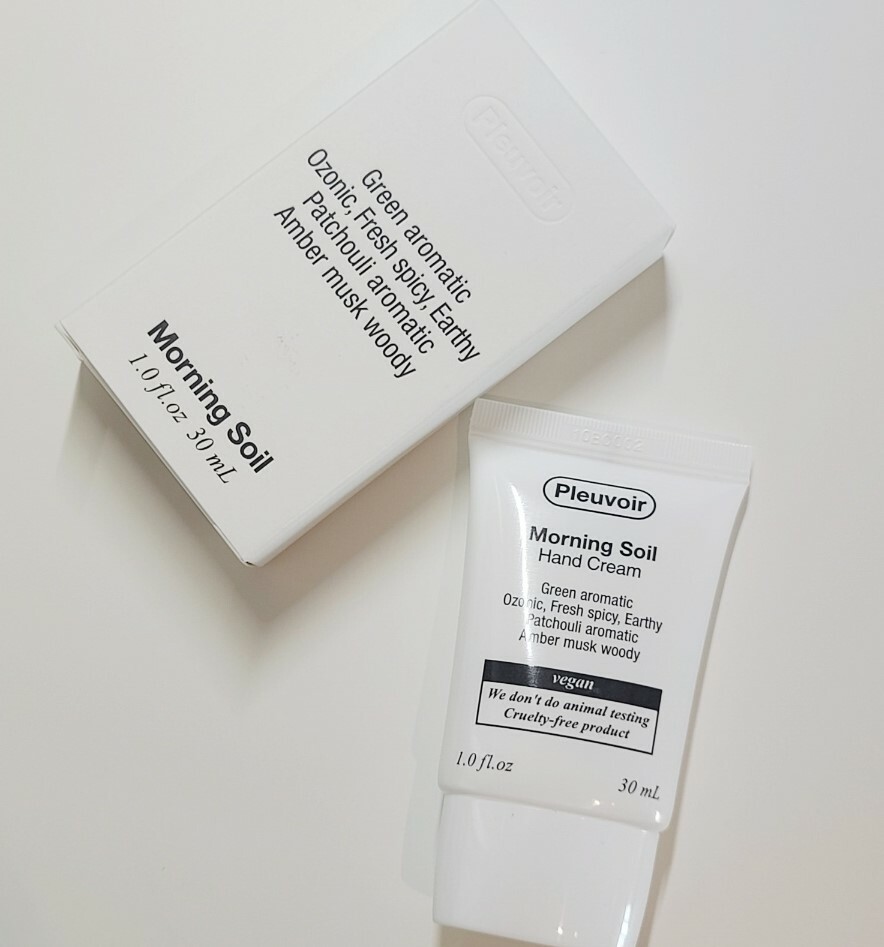 Pleuvoir
Green aromatic
Ozonic, Fresh spicy, Earthy
Patchouli aromatic
Amber musk woody
Morning Soil
1.0 fl.oz 30 mL
Pleuvoir
Morning Soil
Hand Cream
Green aromatic
Ozonic, Fresh spicy, Earthy
Patchouli aromatic
Amber musk woody
vegan
We don't do animal testing
Cruelty-free product
1.0 fl.oz
30 mL